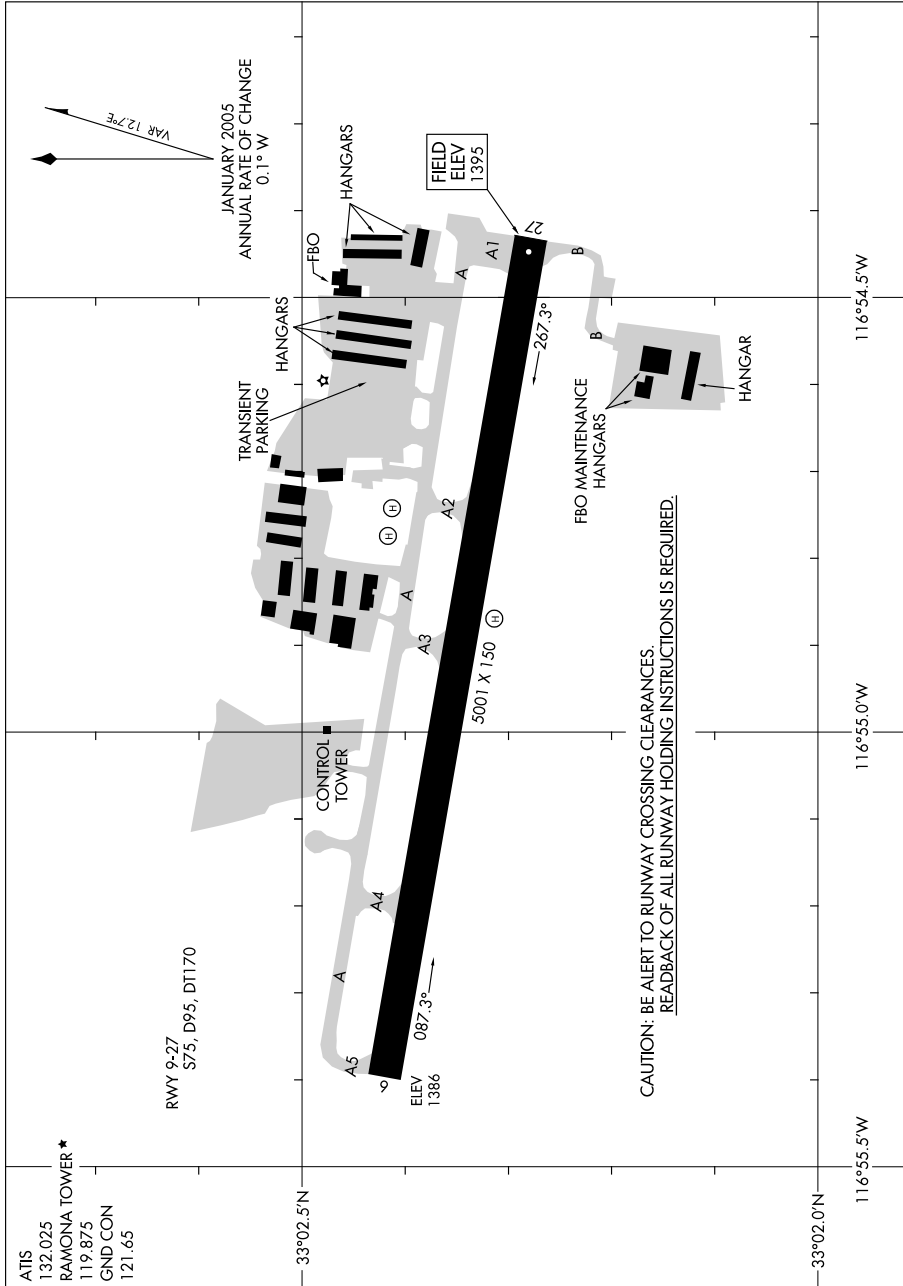 ATIS
132.025
RAMONA TOWER ★
119.875
GND CON
121.65
RWY 9-27
S75, D95, DT170
VAR 12.7°E
JANUARY 2005
ANNUAL RATE OF CHANGE
0.1° W
HANGARS
FBO
HANGARS
TRANSIENT
PARKING
FIELD
ELEV
1395
CONTROL
TOWER
33°02.5'N
A5
A
A4
A3
A
A2
A
A1
H
H
H
9
27
ELEV
1386
087.3°
5001 X 150
267.3°
B
B
FBO MAINTENANCE
HANGARS
HANGAR
CAUTION: BE ALERT TO RUNWAY CROSSING CLEARANCES.
READBACK OF ALL RUNWAY HOLDING INSTRUCTIONS IS REQUIRED.
33°02.0'N
116°55.5'W
116°55.0'W
116°54.5'W